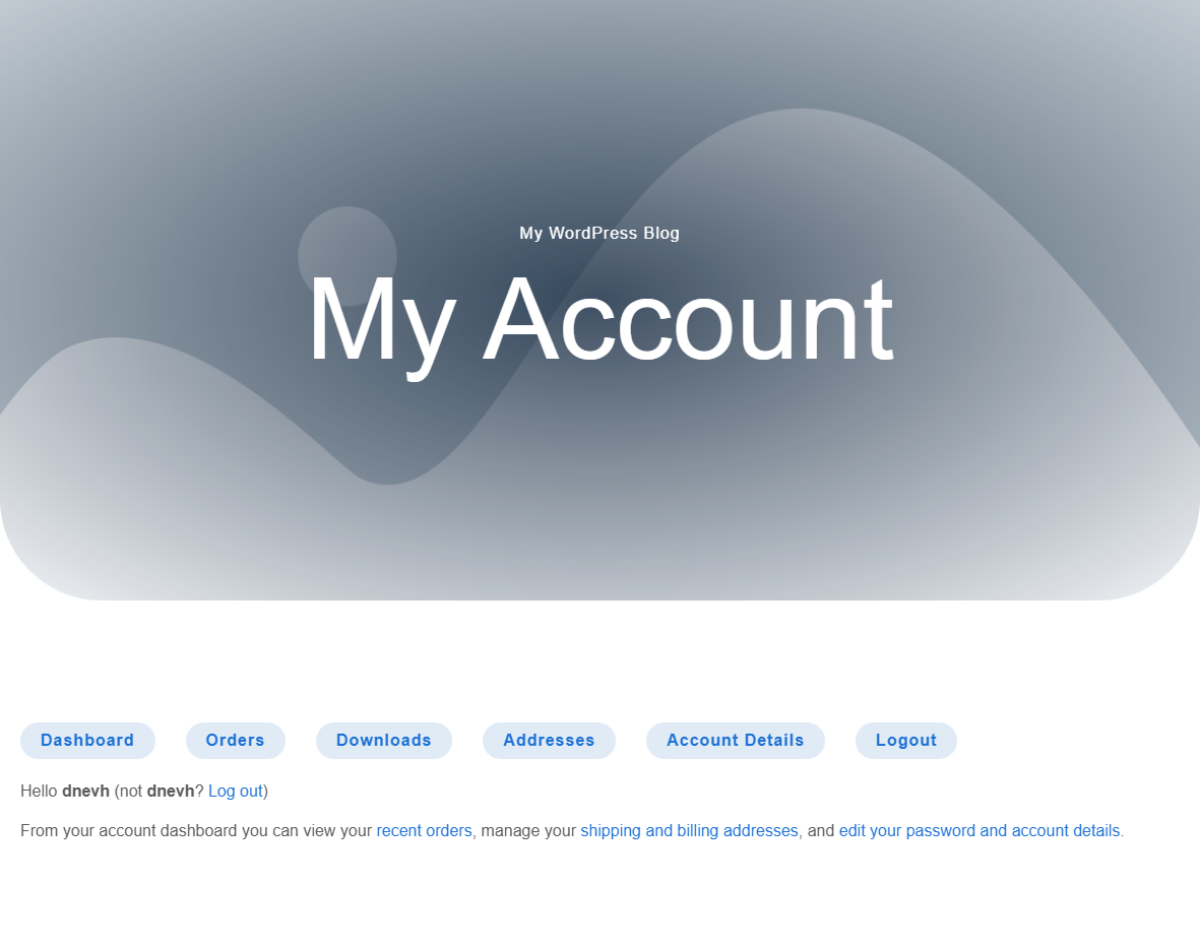 My WordPress Blog
My Account
Dashboard Orders Downloads Addresses Account Details Logout
Hello dnevh (not dnevh? Log out)
From your account dashboard you can view your recent orders, manage your shipping and billing addresses, and edit your password and account details.